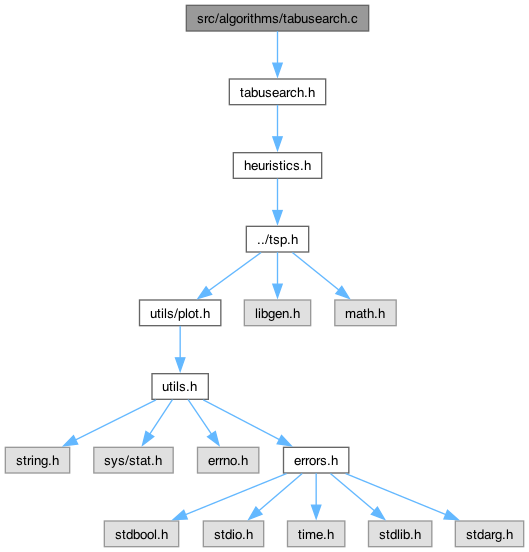 src/algorithms/tabusearch.c
tabusearch.h
heuristics.h
../tsp.h
utils/plot.h
libgen.h
math.h
utils.h
string.h
sys/stat.h
errno.h
errors.h
stdbool.h
stdio.h
time.h
stdlib.h
stdarg.h